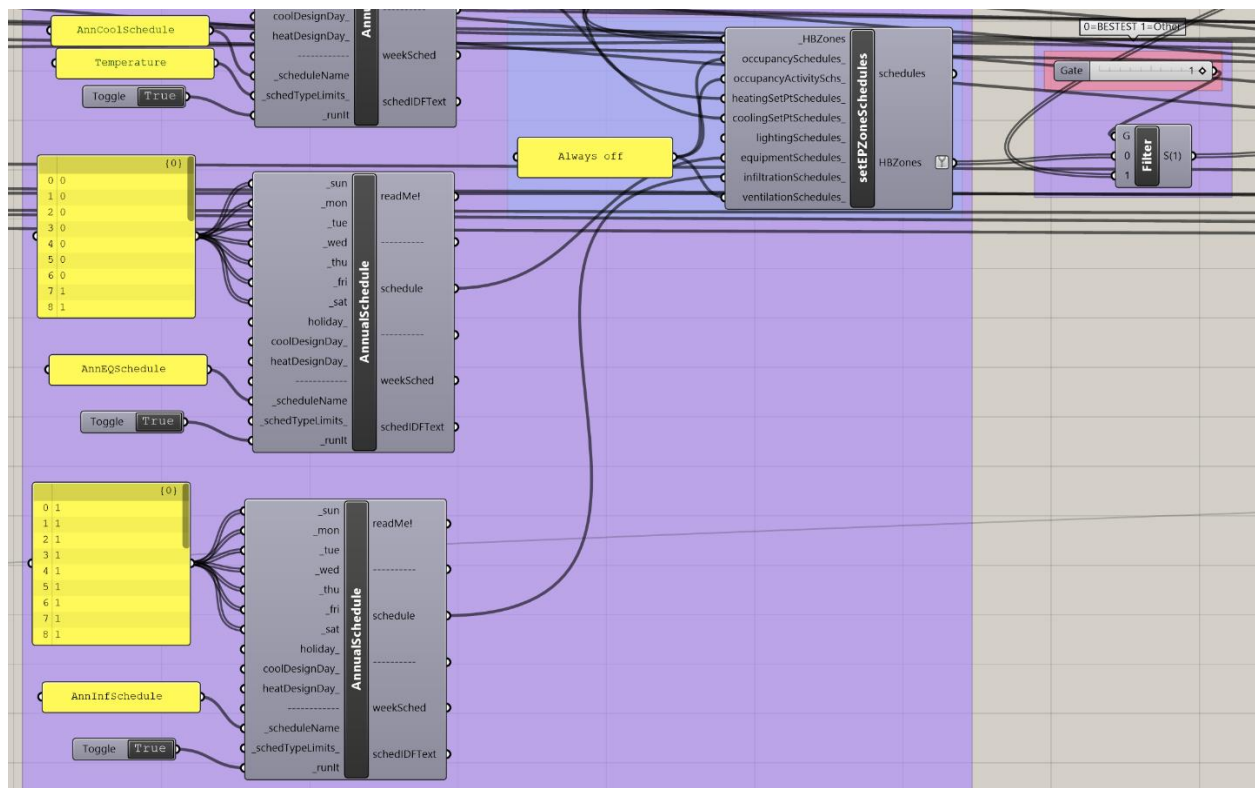 coolDesignDay_
heatDesignDay_
------------
_scheduleName
_schedTypeLimits_
_runIt
Ann
weekSched
schedIDFText
AnnCoolSchedule
Temperature
Toggle True
{0}
0 0
1 0
2 0
3 0
4 0
5 0
6 0
7 1
8 1
_sun
_mon
_tue
_wed
_thu
_fri
_sat
holiday_
coolDesignDay_
heatDesignDay_
------------
_scheduleName
_schedTypeLimits_
_runIt
AnnualSchedule
readMe!
----------
schedule
----------
weekSched
schedIDFText
AnnEQSchedule
Toggle True
{0}
0 1
1 1
2 1
3 1
4 1
5 1
6 1
7 1
8 1
_sun
_mon
_tue
_wed
_thu
_fri
_sat
holiday_
coolDesignDay_
heatDesignDay_
------------
_scheduleName
_schedTypeLimits_
_runIt
AnnualSchedule
readMe!
----------
schedule
----------
weekSched
schedIDFText
AnnInfSchedule
Toggle True
Always off
_HBZones
occupancySchedules_
occupancyActivitySchs_
heatingSetPtSchedules_
coolingSetPtSchedules_
lightingSchedules_
equipmentSchedules_
infiltrationSchedules_
ventilationSchedules_
setEPZoneSchedules
schedules
HBZones
0=BESTEST 1=Other
Gate 1
G
0
1
Filter
S(1)